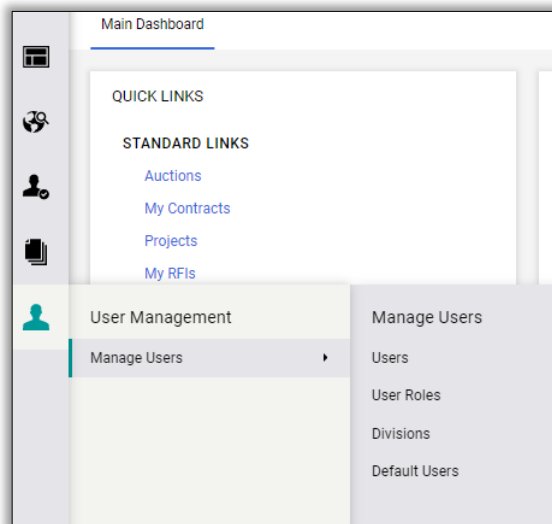 Main Dashboard
QUICK LINKS
STANDARD LINKS
Auctions
My Contracts
Projects
My RFIs
User Management
Manage Users
Manage Users
Users
User Roles
Divisions
Default Users